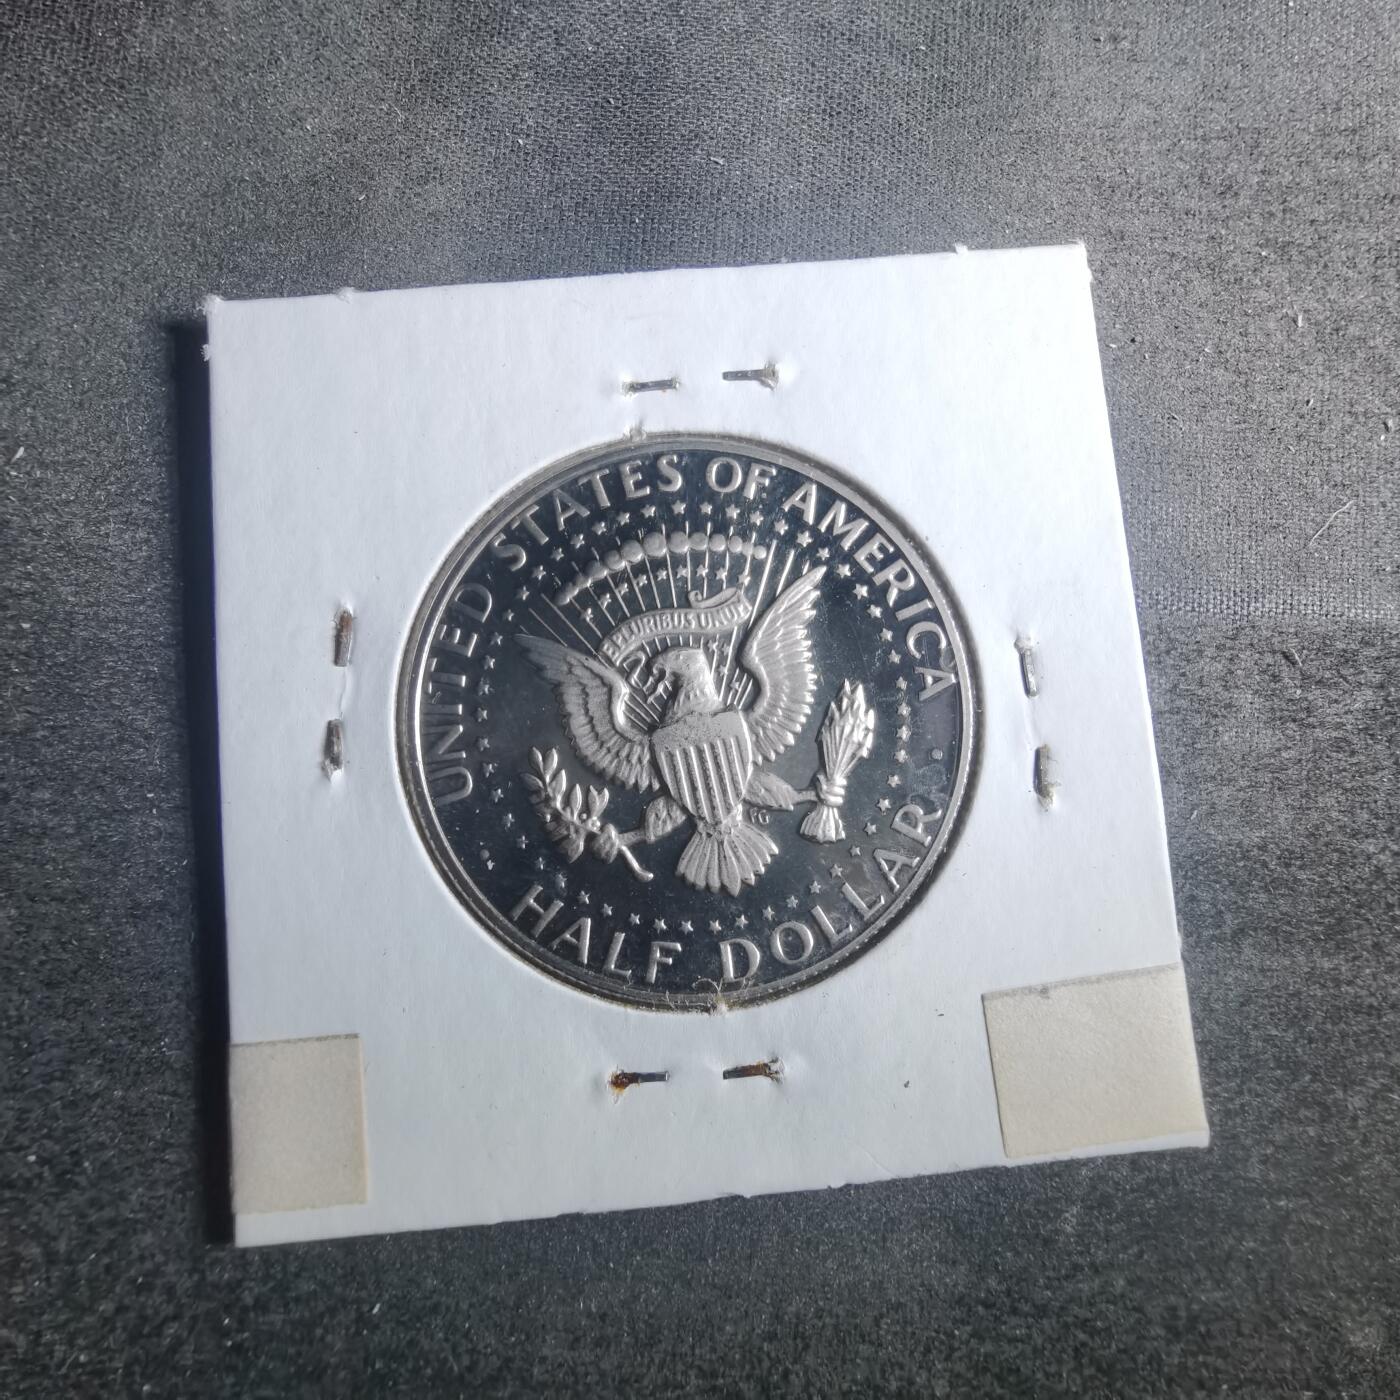 UNITED STATES OF AMERICA
E PLURIBUS UNUM
FG
HALF DOLLAR